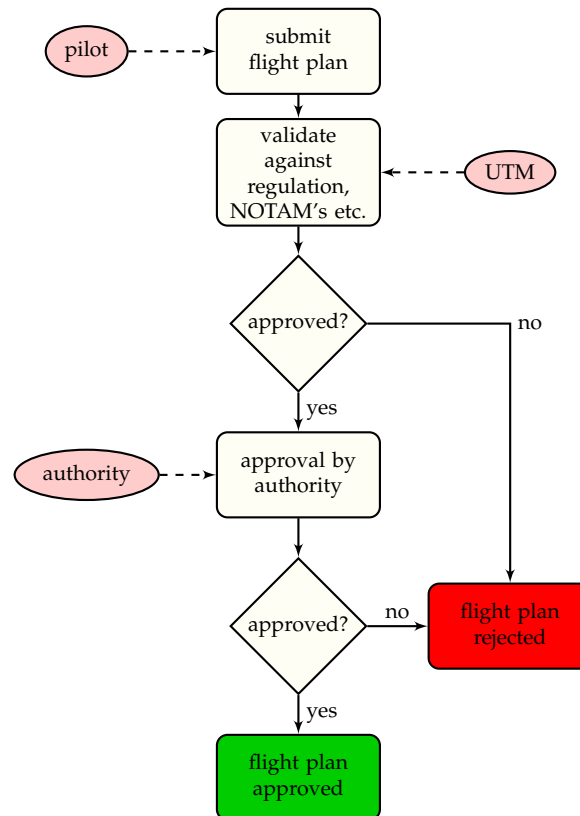 pilot
submit
flight plan
validate
against
regulation,
NOTAM's etc.
UTM
approved?
no
yes
authority
approval by
authority
approved?
no
flight plan
rejected
yes
flight plan
approved